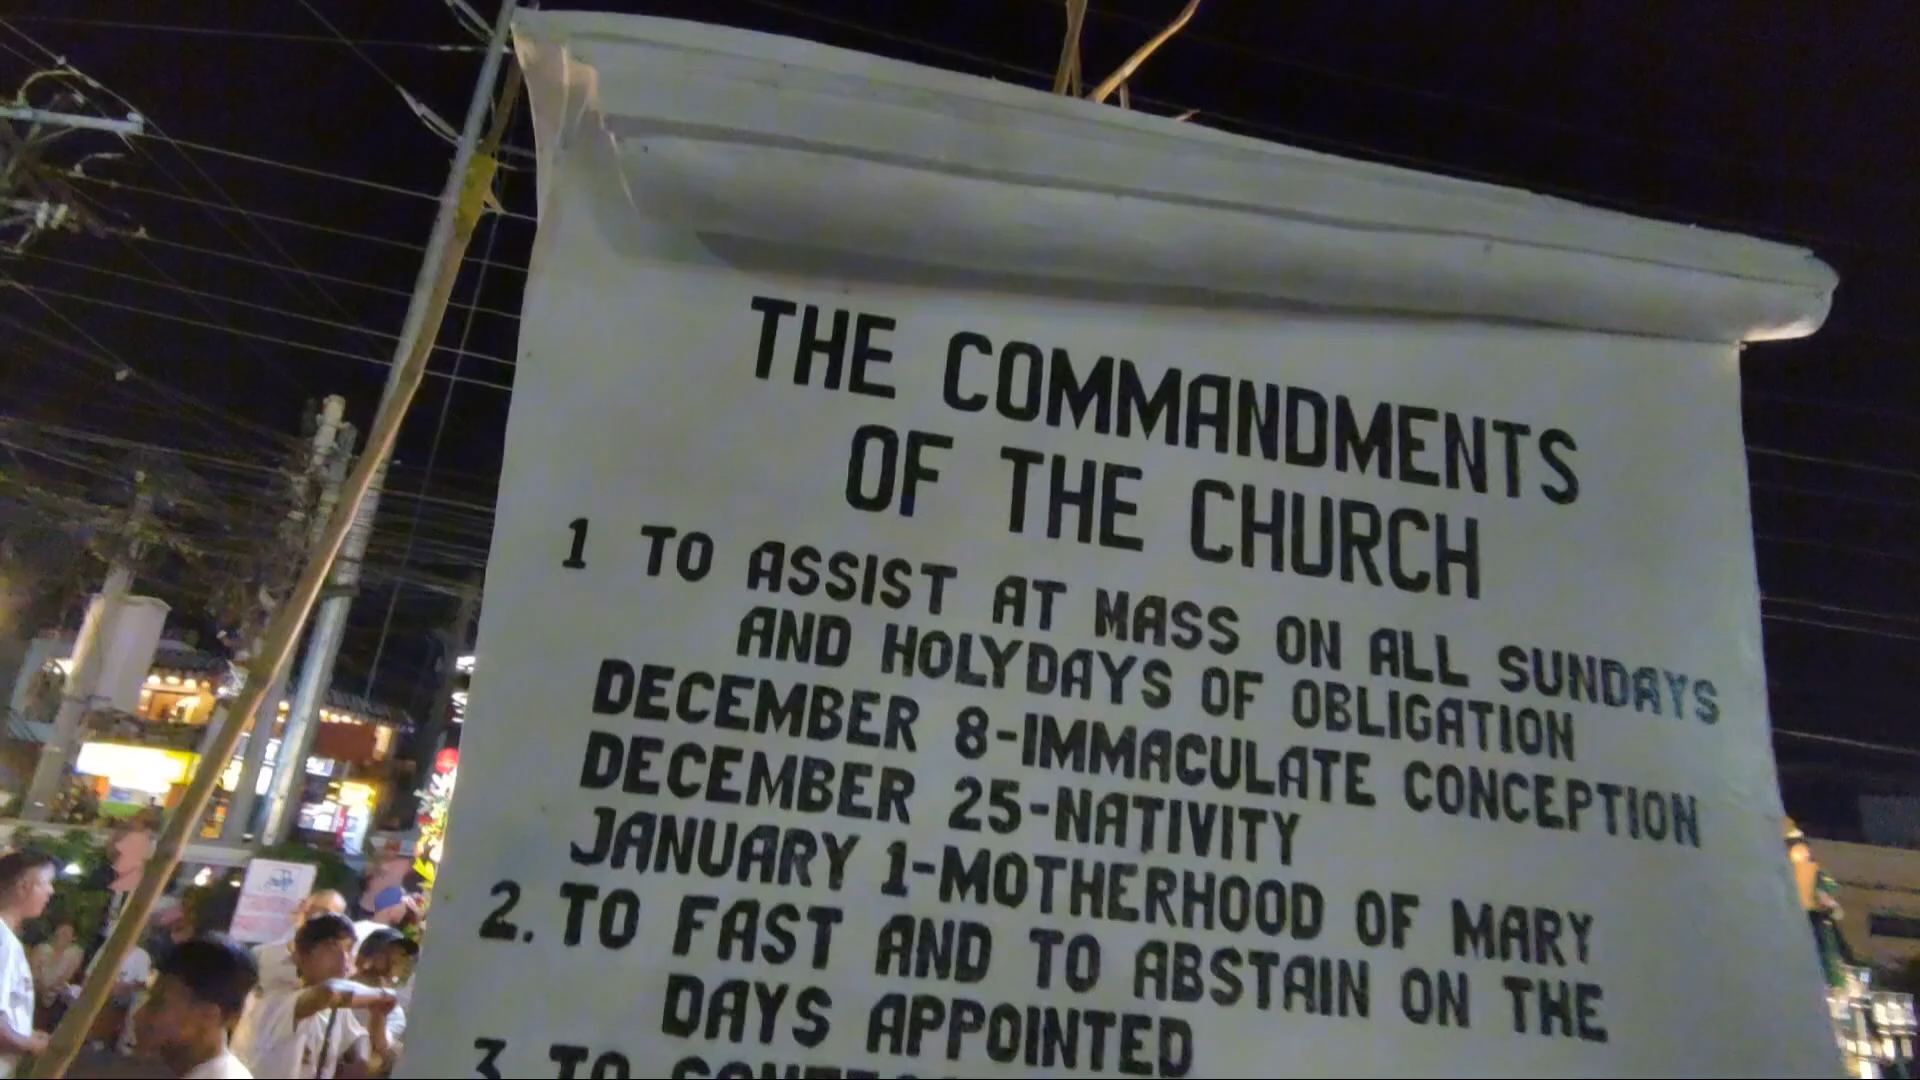 THE COMMANDMENTS
OF THE CHURCH
1 TO ASSIST AT MASS ON ALL SUNDAYS
AND HOLYDAYS OF OBLIGATION
DECEMBER 8-IMMACULATE CONCEPTION
DECEMBER 25-NATIVITY
JANUARY 1-MOTHERHOOD OF MARY
2. TO FAST AND TO ABSTAIN ON THE
DAYS APPOINTED
3 TO